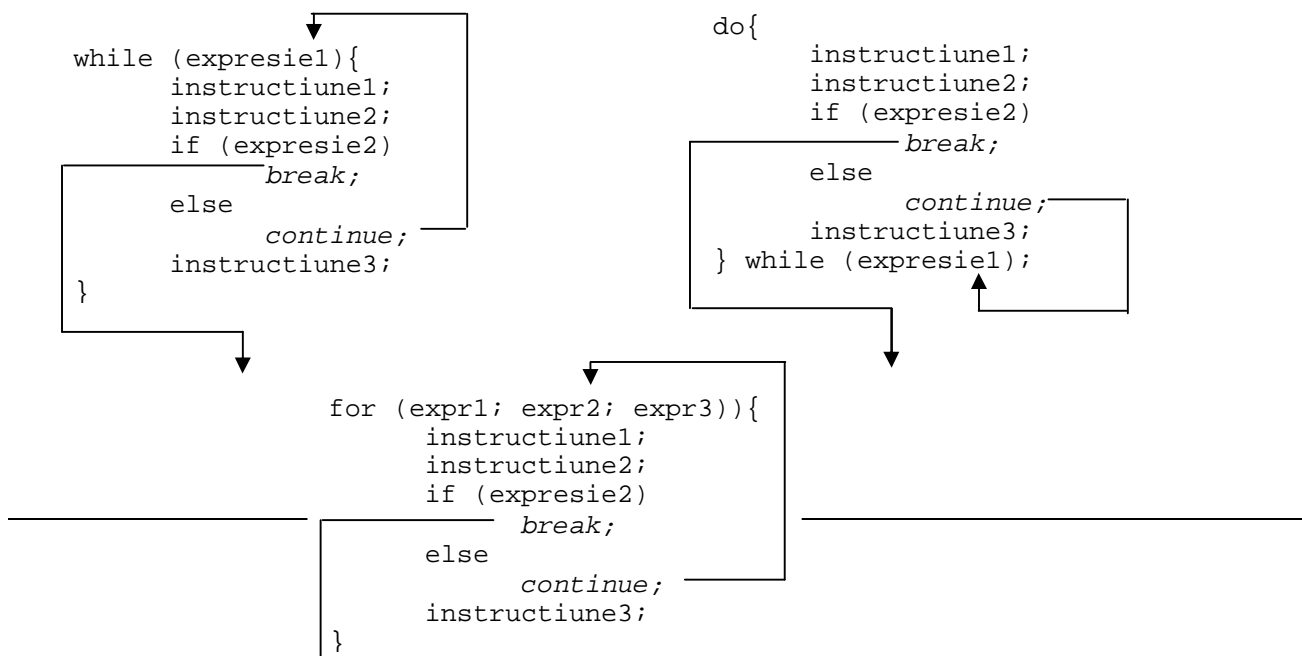 while (expresie1){
instructiune1;
instructiune2;
if (expresie2)
break;
else
continue;
instructiune3;
}
do{
instructiune1;
instructiune2;
if (expresie2)
break;
else
continue;
instructiune3;
} while (expresie1);
for (expr1; expr2; expr3)){
instructiune1;
instructiune2;
if (expresie2)
break;
else
continue;
instructiune3;
}